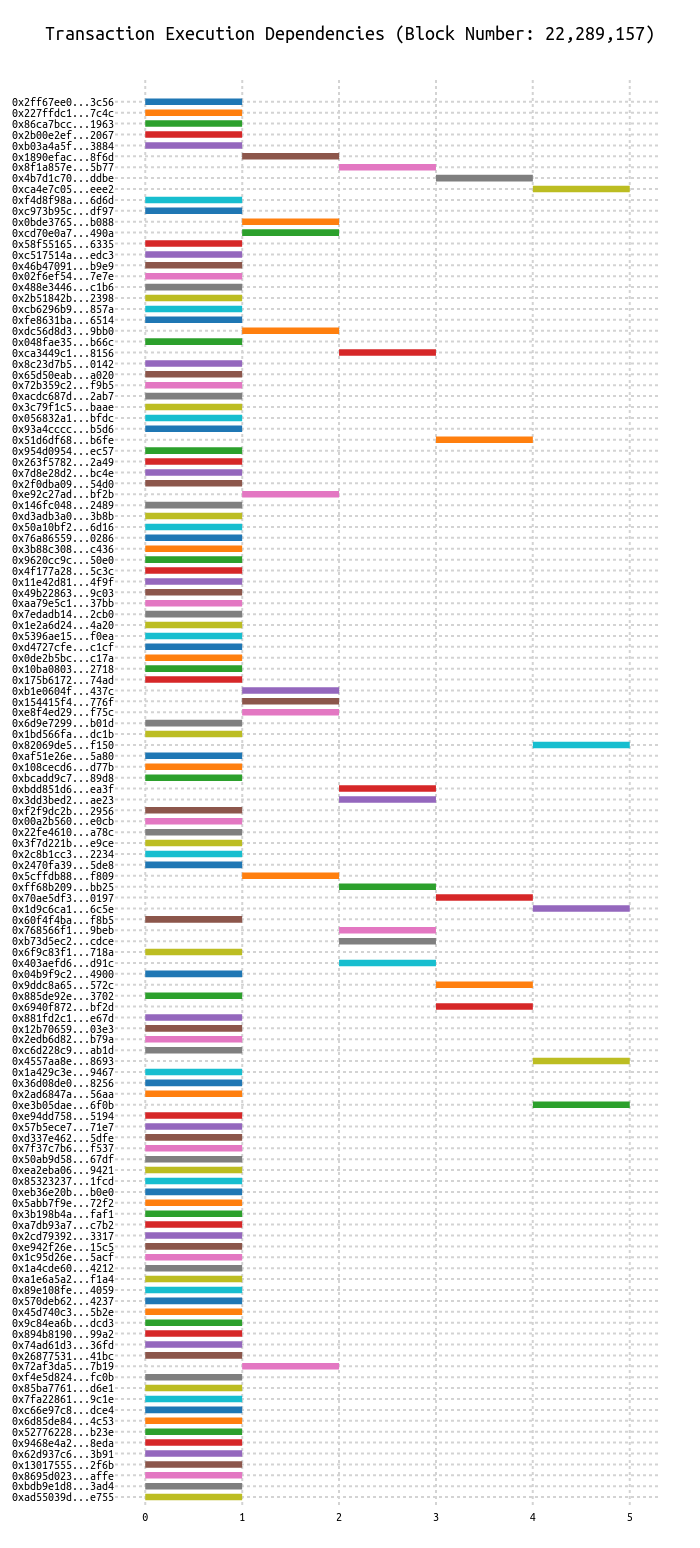 Transaction Execution Dependencies (Block Number: 22,289,157)
0x2ff67ee0...3c56
0x227ffdc1...7c4c
0x86ca7bcc...1963
0x2b00e2ef...2067
0xb03a4a5f...3884
0x1890efac...8f6d
0x8f1a857e...5b77
0x4b7d1c70...ddbe
0xca4e7c05...eee2
0xf4d8f98a...6d6d
0xc973b95c...df97
0x0bde3765...b088
0xcd70e0a7...490a
0x58f55165...6335
0xc517514a...edc3
0x46b47091...b9e9
0x02f6ef54...7e7e
0x488e3446...c1b6
0x2b51842b...2398
0xcb6296b9...857a
0xfe8631ba...6514
0xdc56d8d3...9bb0
0x048fae35...b66c
0xca3449c1...8156
0x8c23d7b5...0142
0x65d50eab...a020
0x72b359c2...f9b5
0xacdc687d...2ab7
0x3c79f1c5...baae
0x056832a1...bfdc
0x93a4cccc...b5d6
0x51d6df68...b6fe
0x954d0954...ec57
0x263f5782...2a49
0x7d8e28d2...bc4e
0x2f0dba09...54d0
0xe92c27ad...bf2b
0x146fc048...2489
0xd3adb3a0...3b8b
0x50a10bf2...6d16
0x76a86559...0286
0x3b88c308...c436
0x9620cc9c...50e0
0x4f177a28...5c3c
0x11e42d81...4f9f
0x49b22863...9c03
0xaa79e5c1...37bb
0x7edadb14...2cb0
0x1e2a6d24...4a20
0x5396ae15...f0ea
0xd4727cfe...c1cf
0x0de2b5bc...c17a
0x10ba0803...2718
0x175b6172...74ad
0xb1e0604f...437c
0x154415f4...776f
0xe8f4ed29...f75c
0x6d9e7299...b01d
0x1bd566fa...dc1b
0x82069de5...f150
0xaf51e26e...5a80
0x108cecd6...d77b
0xbcadd9c7...89d8
0xbdd851d6...ea3f
0x3dd3bed2...ae23
0xf2f9dc2b...2956
0x00a2b560...e0cb
0x22fe4610...a78c
0x3f7d221b...e9ce
0x2c8b1cc3...2234
0x2470fa39...5de8
0x5cffdb88...f809
0xff68b209...bb25
0x70ae5df3...0197
0x1d9c6ca1...6c5e
0x60f4f4ba...f8b5
0x768566f1...9beb
0xb73d5ec2...cdce
0x6f9c83f1...718a
0x403aefd6...d91c
0x04b9f9c2...4900
0x9ddc8a65...572c
0x885de92e...3702
0x6940f872...bf2d
0x881fd2c1...e67d
0x12b70659...03e3
0x2edb6d82...b79a
0xc6d228c9...ab1d
0x4557aa8e...8693
0x1a429c3e...9467
0x36d08de0...8256
0x2ad6847a...56aa
0xe3b05dae...6f0b
0xe94dd758...5194
0x57b5ece7...71e7
0xd337e462...5dfe
0x7f37c7b6...f537
0x50ab9d58...67df
0xea2eba06...9421
0x85323237...1fcd
0xeb36e20b...b0e0
0x5abb7f9e...72f2
0x3b198b4a...faf1
0xa7db93a7...c7b2
0x2cd79392...3317
0xe942f26e...15c5
0x1c95d26e...5acf
0x1a4cde60...4212
0xa1e6a5a2...f1a4
0x89e108fe...4059
0x570deb62...4237
0x45d740c3...5b2e
0x9c84ea6b...dcd3
0x894b8190...99a2
0x74ad61d3...36fd
0x26877531...41bc
0x72af3da5...7b19
0xf4e5d824...fc0b
0x85ba7761...d6e1
0x7fa22861...9c1e
0xc66e97c8...dce4
0x6d85de84...4c53
0x52776228...b23e
0x9468e4a2...8eda
0x62d937c6...3b91
0x13017555...2f6b
0x8695d023...affe
0xbdb9e1d8...3ad4
0xad55039d...e755
0 1 2 3 4 5